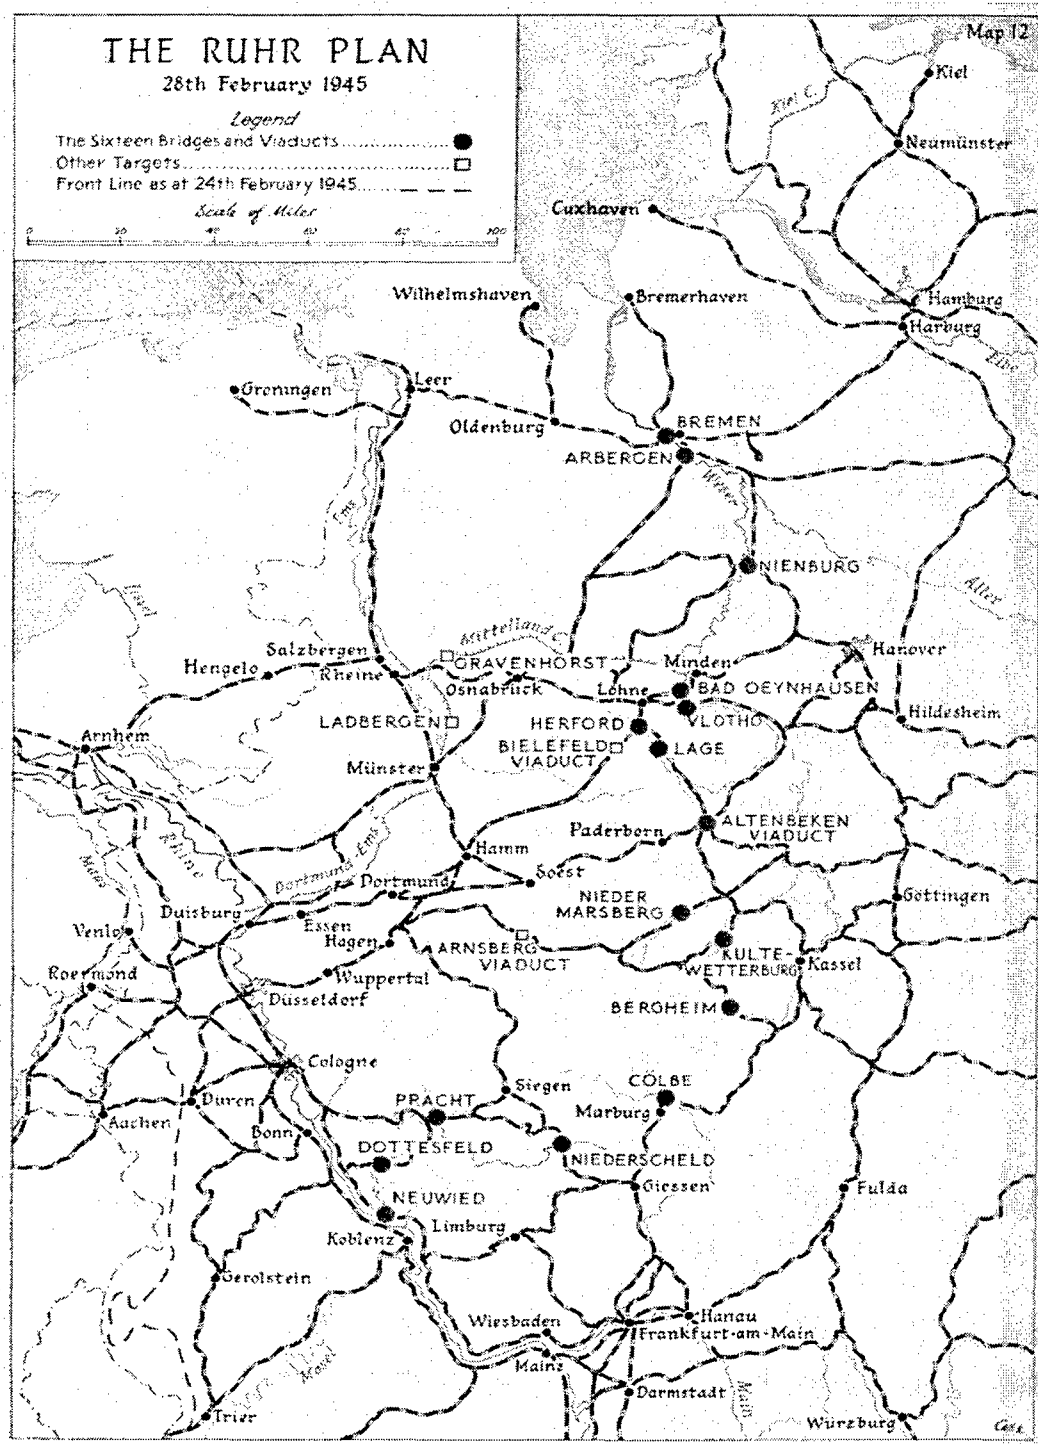 THE RUHR PLAN
28th February 1945
Legend
The Sixteen Bridges and Viaducts
Other Targets
Front Line as at 24th February 1945
Scale of Miles
0 20 40 60 80 100
Map 12
Kiel
Kiel C.
Neumünster
Cuxhaven
Wilhelmshaven
Bremerhaven
Hamburg
Harburg
Elbe
Groningen
Leer
Oldenburg
BREMEN
ARBERGEN
Weser
Ems
NIENBURG
Aller
IJssel
Mittelland C.
Salzbergen
Hengelo
Rheine
GRAVENHORST
Osnabrück
Minden
Hanover
Löhne
BAD OEYNHAUSEN
VLOTHO
Hildesheim
LADBERGEN
HERFORD
BIELEFELD
VIADUCT
LAGE
Arnhem
Münster
Rhine
Maas
Paderborn
ALTENBEKEN
VIADUCT
Hamm
Dortmund-Ems
Soest
Dortmund
Duisburg
Essen
Hagen
NIEDER
MARSBERG
Göttingen
Venlo
AARNSBERG
VIADUCT
KULTE-
WETTERBURG
Kassel
Roermond
Wuppertal
Düsseldorf
BERGHEIM
Cologne
Siegen
CÖLBE
Marburg
Düren
Aachen
PRACHT
Bonn
DOTTESFELD
NIEDERSCHELD
Giessen
Fulda
NEUWIED
Limburg
Koblenz
Gerolstein
Wiesbaden
Hanau
Frankfurt-am-Main
Mainz
Mosel
Darmstadt
Main
Trier
Würzburg